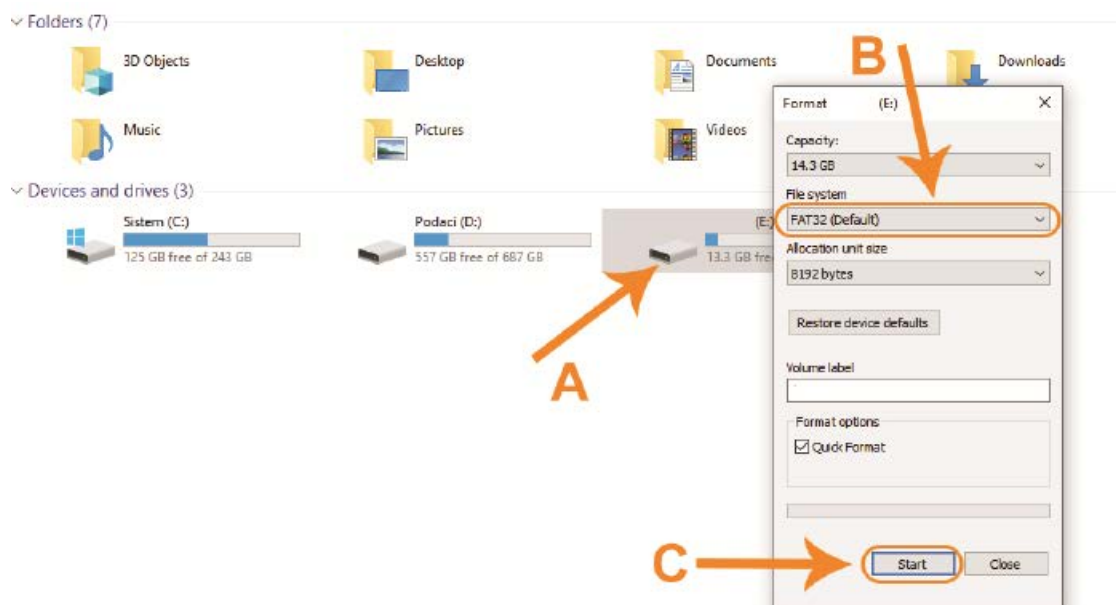 Folders (7)
3D Objects
Desktop
Documents
Downloads
Music
Pictures
Videos
Devices and drives (3)
Sistem (C:)
125 GB free of 243 GB
Podaci (D:)
557 GB free of 687 GB
(E:)
13.3 GB free
A
B
Format (E:)
Capacity:
14.3 GB
File system
FAT32 (Default)
Allocation unit size
8192 bytes
Restore device defaults
Volume label
Format options
Quick Format
C
Start
Close